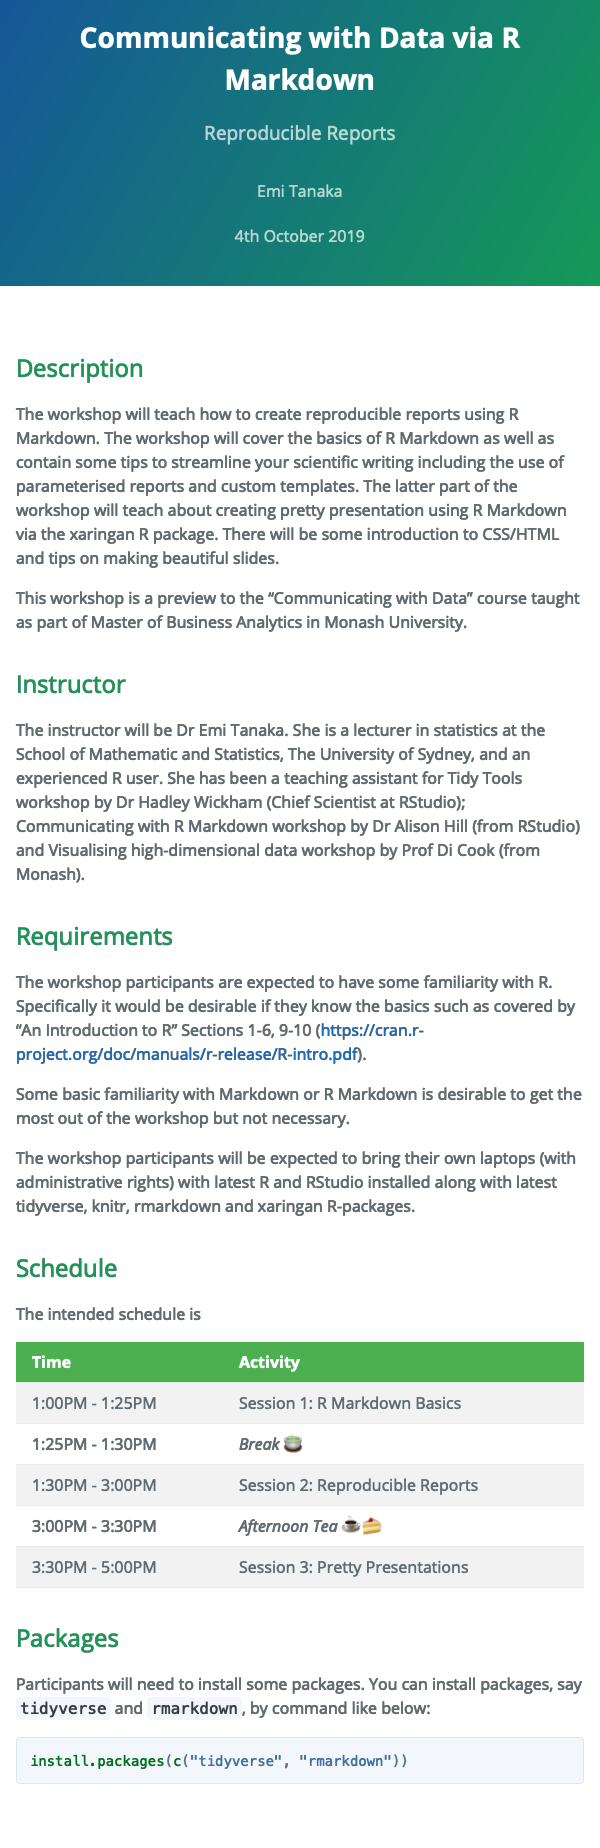 Communicating with Data via R
Markdown
Reproducible Reports
Emi Tanaka
4th October 2019
Description
The workshop will teach how to create reproducible reports using R
Markdown. The workshop will cover the basics of R Markdown as well as
contain some tips to streamline your scientific writing including the use of
parameterised reports and custom templates. The latter part of the
workshop will teach about creating pretty presentation using R Markdown
via the xaringan R package. There will be some introduction to CSS/HTML
and tips on making beautiful slides.
This workshop is a preview to the “Communicating with Data” course taught
as part of Master of Business Analytics in Monash University.
Instructor
The instructor will be Dr Emi Tanaka. She is a lecturer in statistics at the
School of Mathematic and Statistics, The University of Sydney, and an
experienced R user. She has been a teaching assistant for Tidy Tools
workshop by Dr Hadley Wickham (Chief Scientist at RStudio);
Communicating with R Markdown workshop by Dr Alison Hill (from RStudio)
and Visualising high-dimensional data workshop by Prof Di Cook (from
Monash).
Requirements
The workshop participants are expected to have some familiarity with R.
Specifically it would be desirable if they know the basics such as covered by
“An Introduction to R” Sections 1-6, 9-10 (https://cran.r-
project.org/doc/manuals/r-release/R-intro.pdf).
Some basic familiarity with Markdown or R Markdown is desirable to get the
most out of the workshop but not necessary.
The workshop participants will be expected to bring their own laptops (with
administrative rights) with latest R and RStudio installed along with latest
tidyverse, knitr, rmarkdown and xaringan R-packages.
Schedule
The intended schedule is
Time Activity
1:00PM - 1:25PM Session 1: R Markdown Basics
1:25PM - 1:30PM Break 🍵
1:30PM - 3:00PM Session 2: Reproducible Reports
3:00PM - 3:30PM Afternoon Tea ☕🍰
3:30PM - 5:00PM Session 3: Pretty Presentations
Packages
Participants will need to install some packages. You can install packages, say
tidyverse and rmarkdown, by command like below:
install.packages(c("tidyverse", "rmarkdown"))